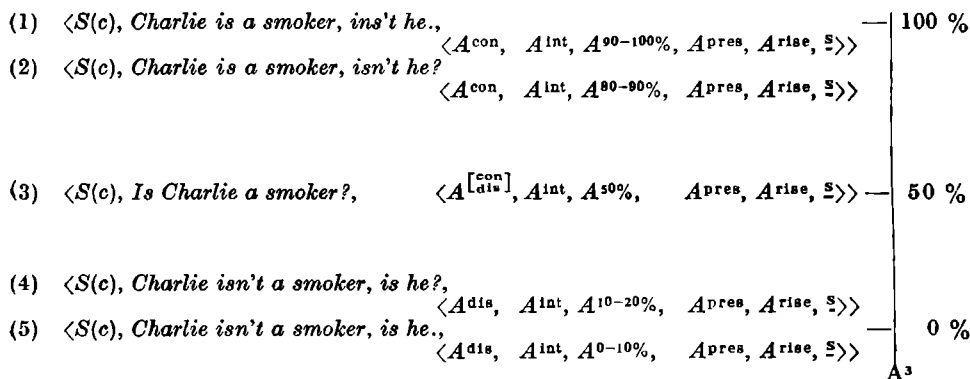 (1) ⟨S(c), Charlie is a smoker, ins't he., 100 %
⟨A^con, A^int, A^90–100%, A^pres, A^rise, s̲⟩⟩
(2) ⟨S(c), Charlie is a smoker, isn't he?
⟨A^con, A^int, A^80–90%, A^pres, A^rise, s̲⟩⟩
(3) ⟨S(c), Is Charlie a smoker?, ⟨A^[con dis], A^int, A^50%, A^pres, A^rise, s̲⟩⟩ 50 %
(4) ⟨S(c), Charlie isn't a smoker, is he?,
⟨A^dis, A^int, A^10–20%, A^pres, A^rise, s̲⟩⟩
(5) ⟨S(c), Charlie isn't a smoker, is he., 0 %
⟨A^dis, A^int, A^0–10%, A^pres, A^rise, s̲⟩⟩
A³